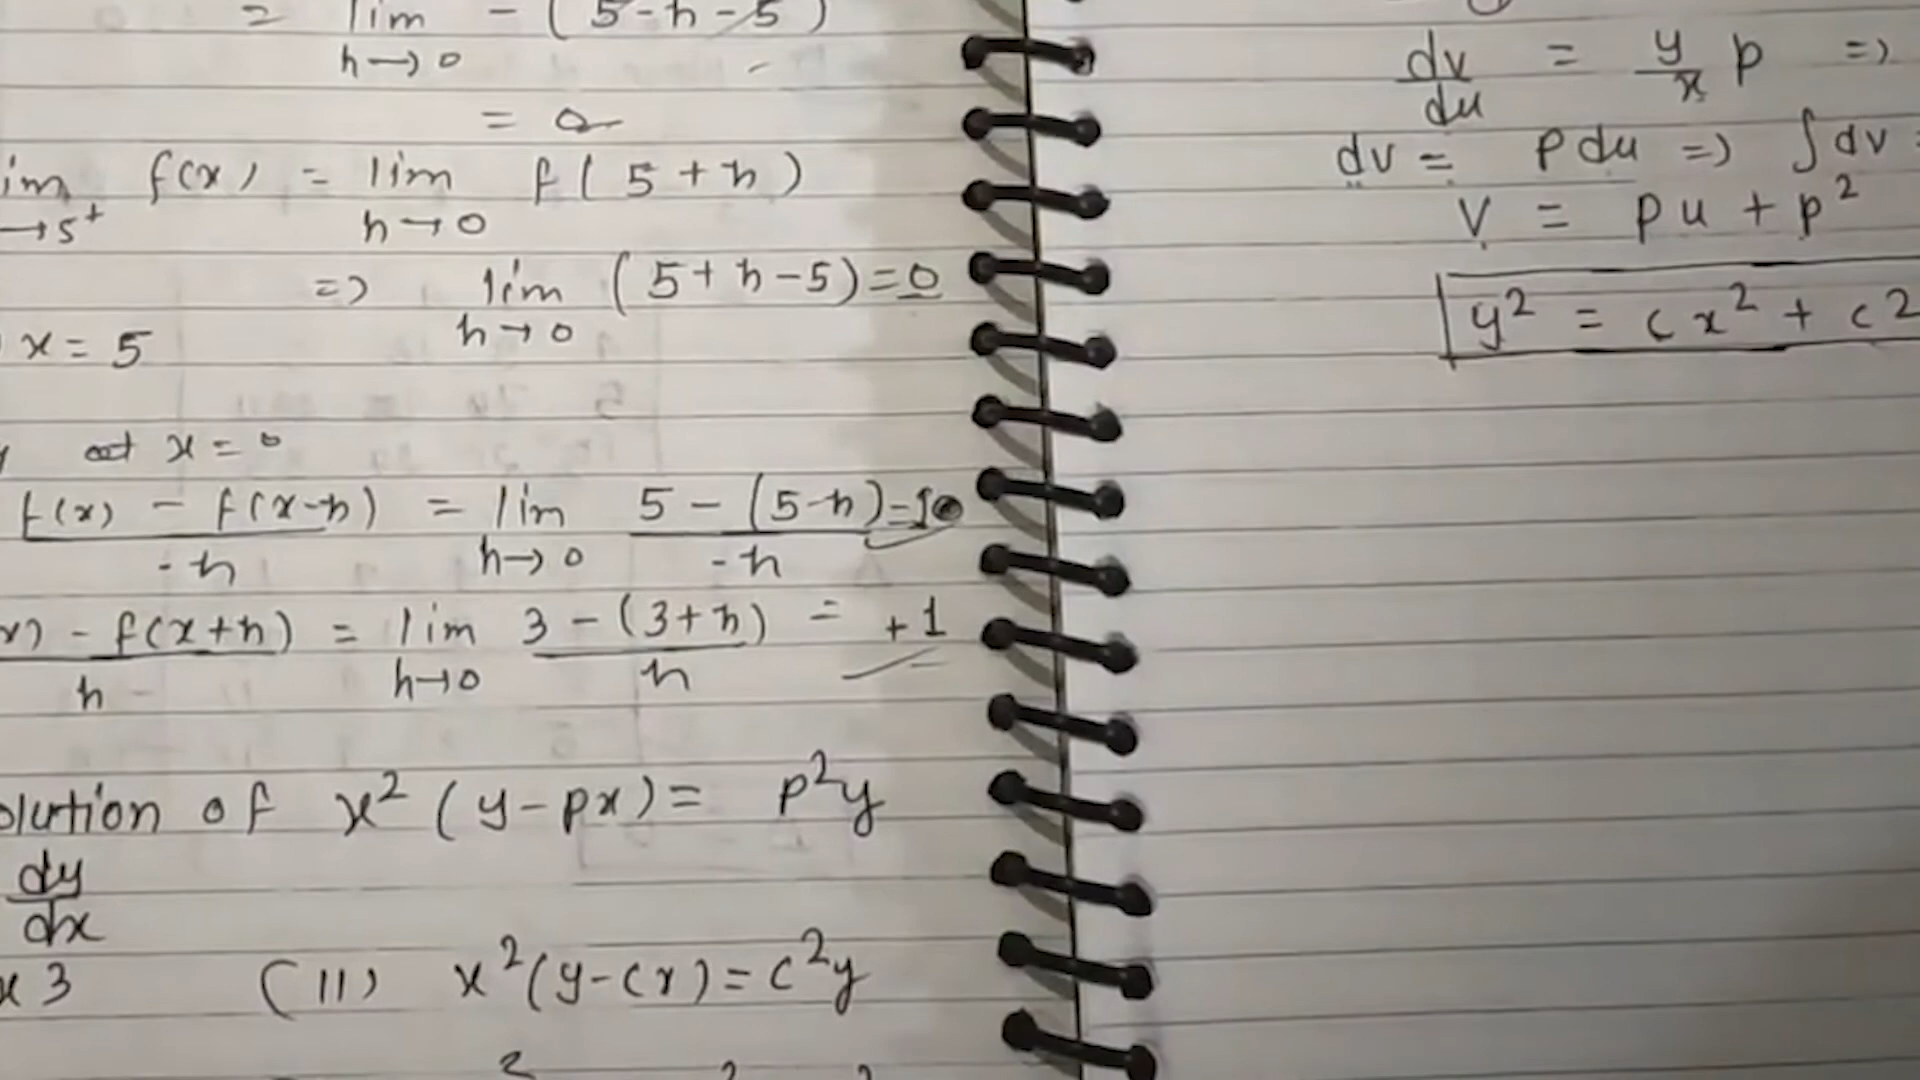 = lim h→0 - (5-h-5)
= 0
lim →5+ f(x) = lim h→0 f(5+h)
=> lim h→0 (5+h-5)=0
x = 5
at x = 0
f(x) - f(x-h) / -h = lim h→0 5-(5-h) / -h
- f(x+h) / h = lim h→0 3-(3+h) / h = +1
olution of x² (y-px) = p²y
dy/dx
x3 (II) x²(y-cx)=c²y
dv/du = y/x p =>
dv = pdu => ∫dv =
V = pu + p²
y² = cx² + c2